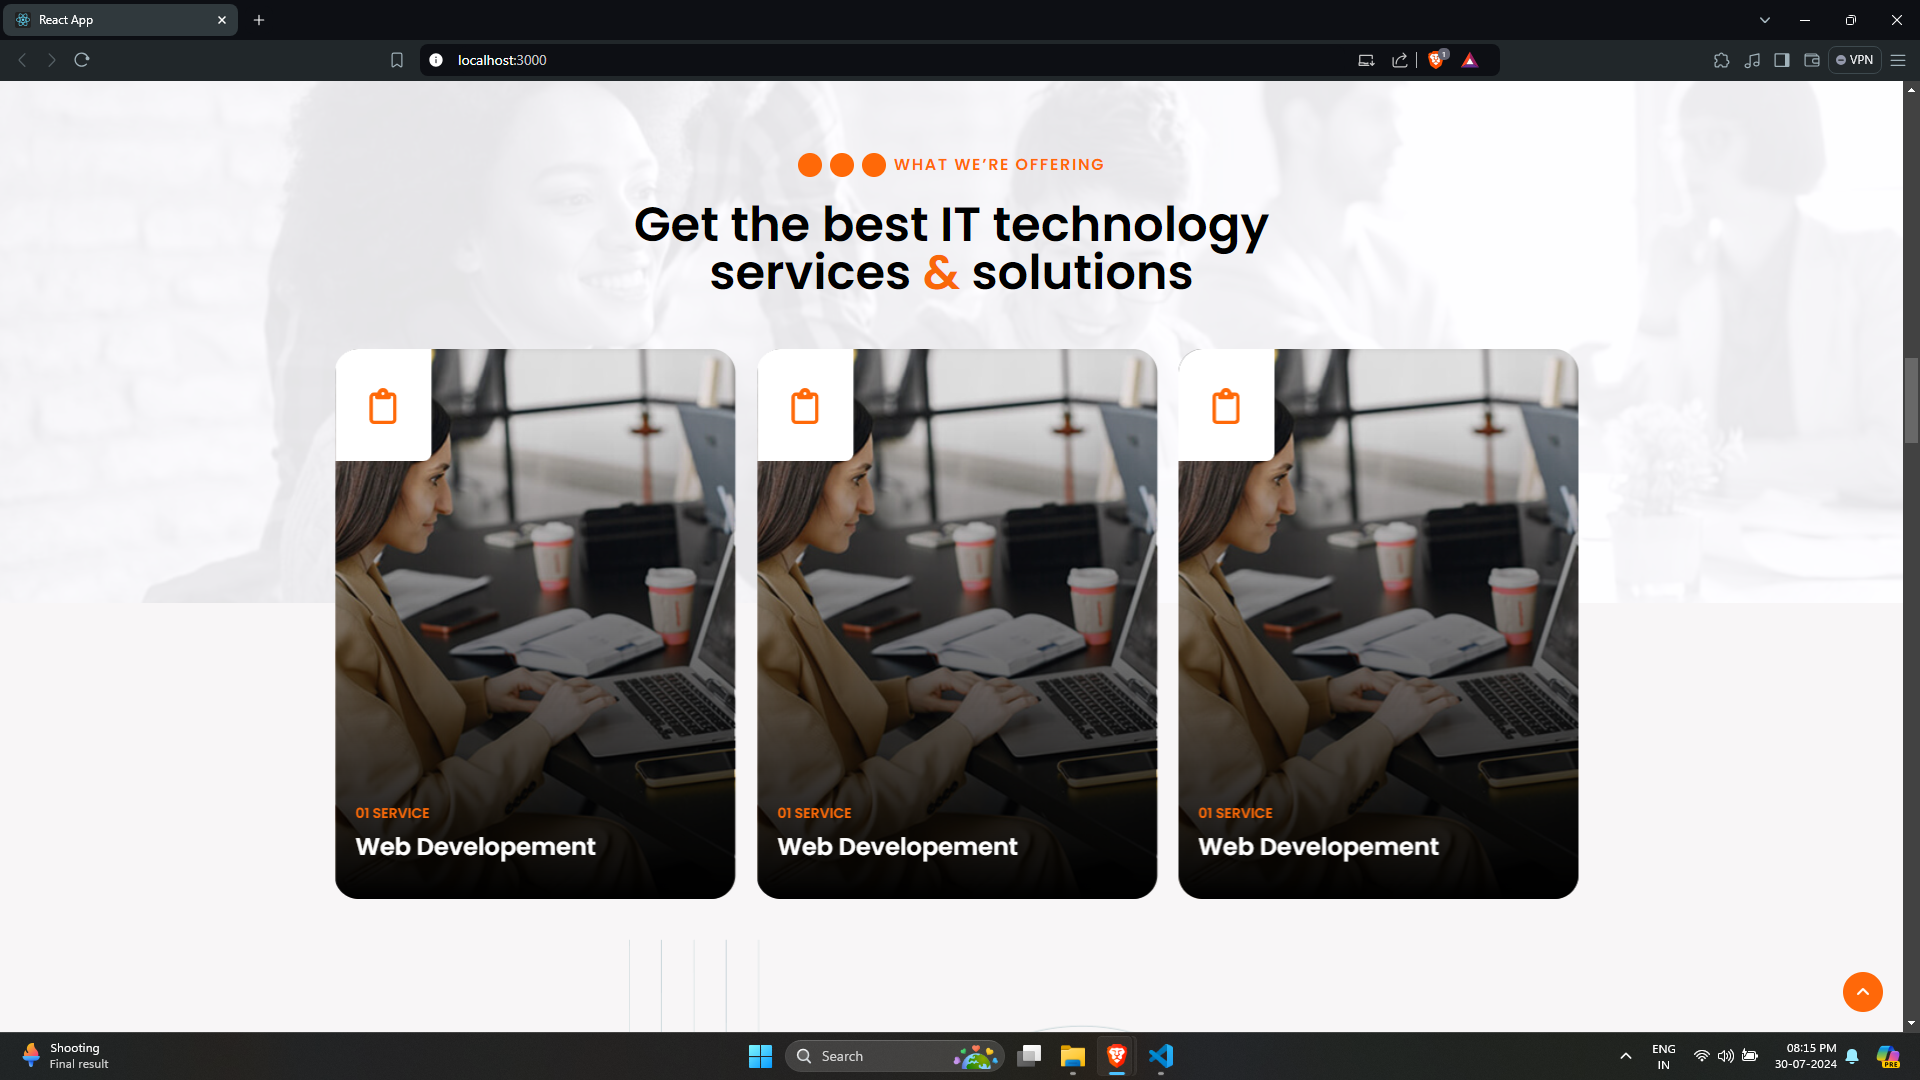 React App
localhost:3000
1
VPN
WHAT WE’RE OFFERING
Get the best IT technology
services & solutions
01 SERVICE
Web Developement
01 SERVICE
Web Developement
01 SERVICE
Web Developement
Shooting
Final result
Search
ENG
IN
08:15 PM
30-07-2024
PRE